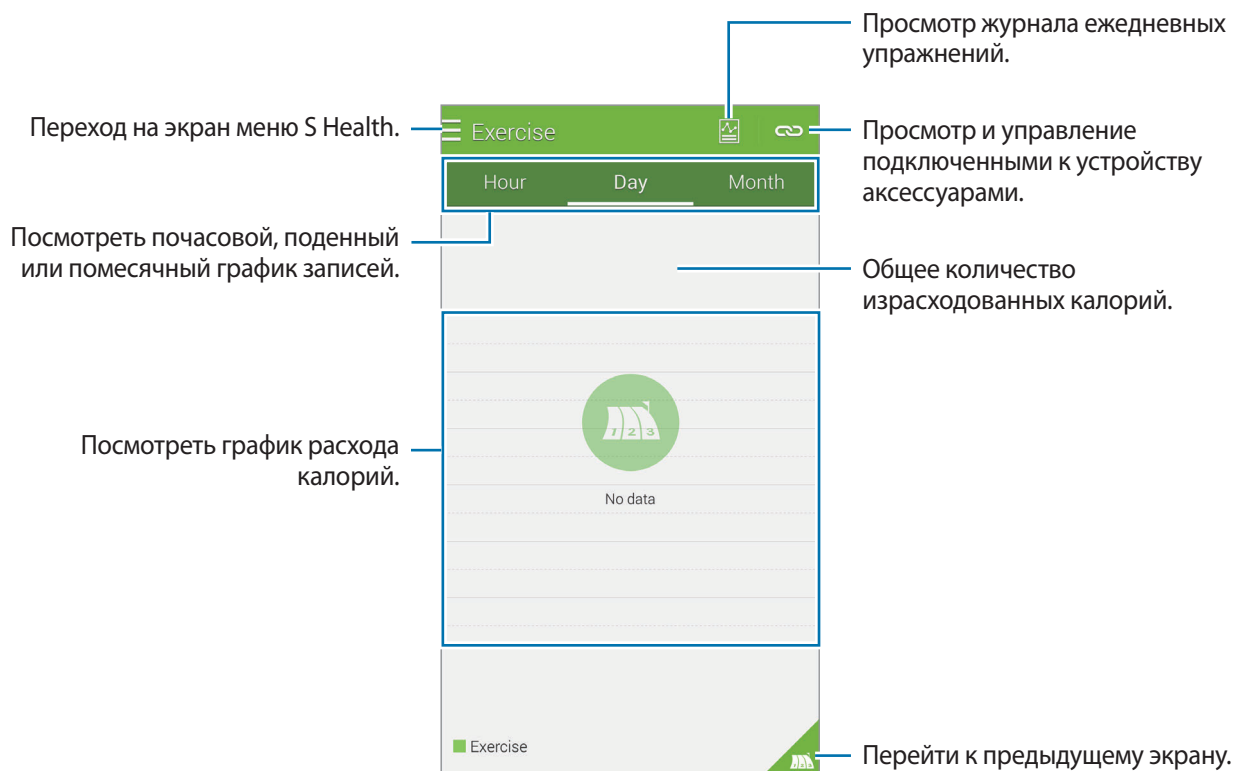 Просмотр журнала ежедневных
упражнений.
Переход на экран меню S Health.
Exercise
Просмотр и управление
подключенными к устройству
аксессуарами.
Hour Day Month
Посмотреть почасовой, поденный
или помесячный график записей.
Общее количество
израсходованных калорий.
1 2 3
Посмотреть график расхода
калорий.
No data
Exercise
Перейти к предыдущему экрану.